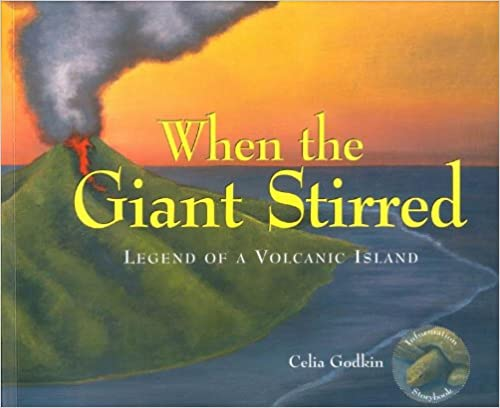 When the
Giant Stirred
LEGEND OF A VOLCANIC ISLAND
Celia Godkin
Information
Storybook